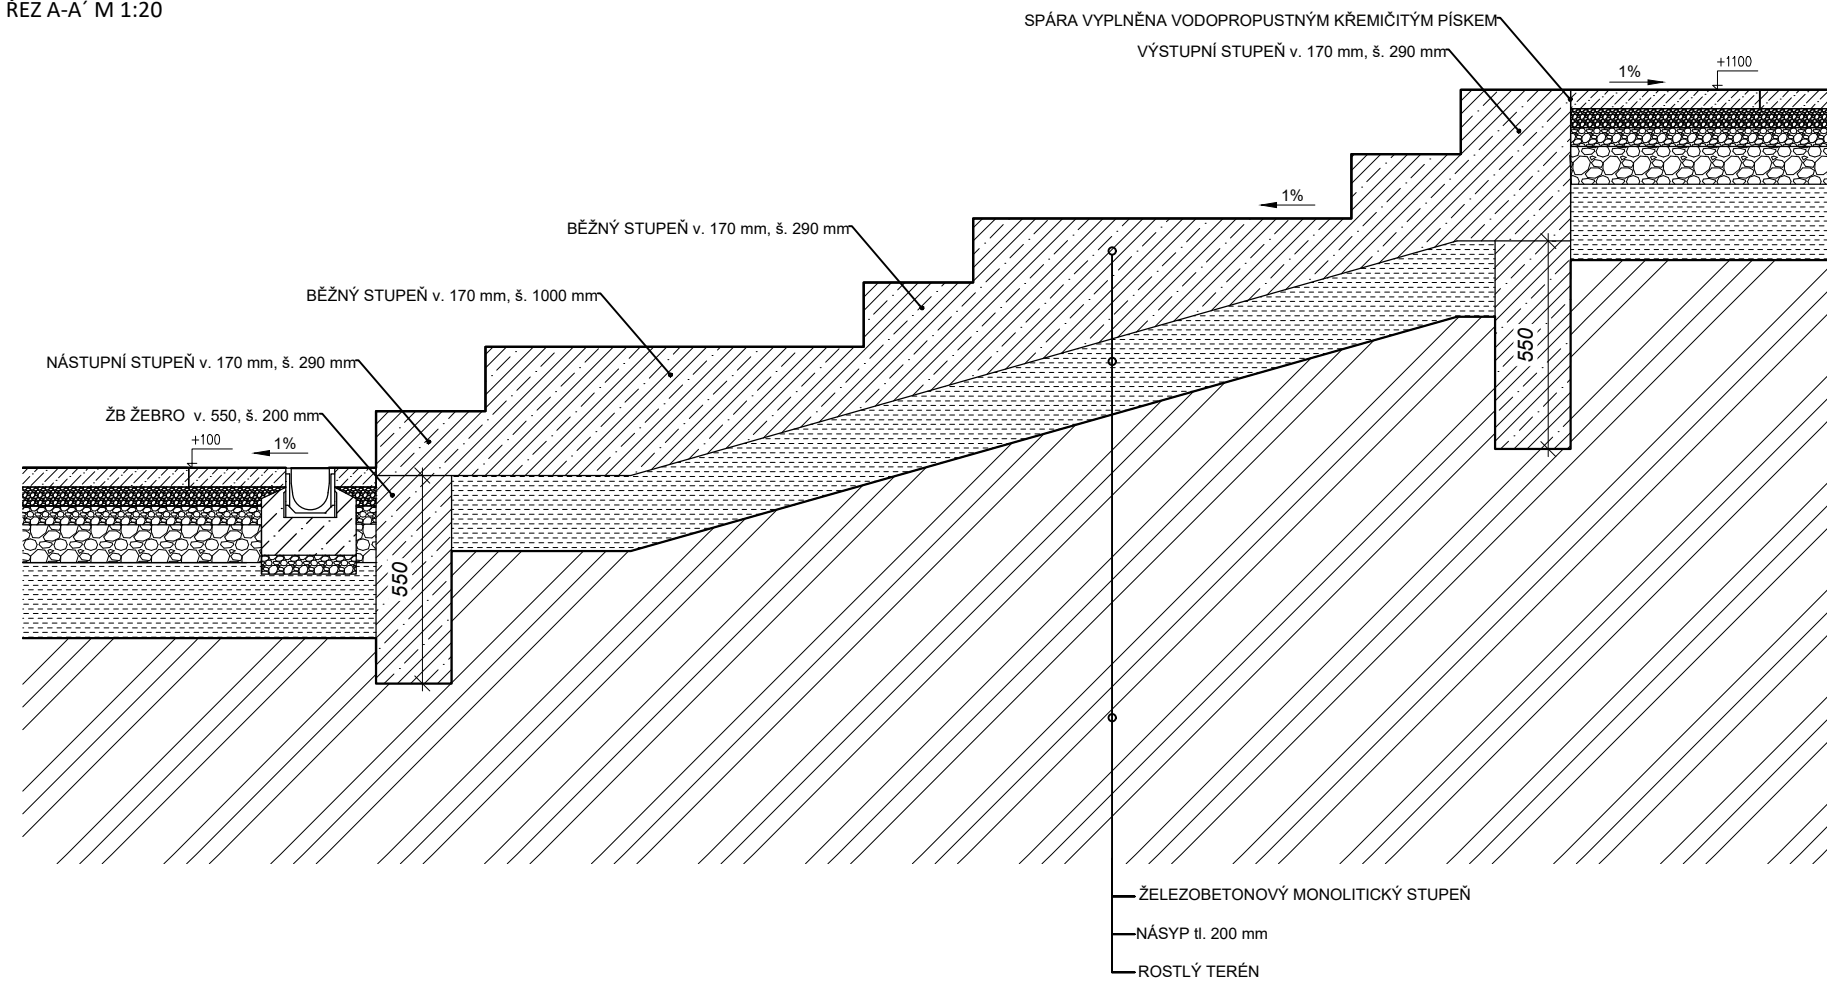 ŘEZ A-A´ M 1:20
SPÁRA VYPLNĚNA VODOPROPUSTNÝM KŘEMIČITÝM PÍSKEM
VÝSTUPNÍ STUPEŇ v. 170 mm, š. 290 mm
1%
+1100
1%
BĚŽNÝ STUPEŇ v. 170 mm, š. 290 mm
BĚŽNÝ STUPEŇ v. 170 mm, š. 1000 mm
550
NÁSTUPNÍ STUPEŇ v. 170 mm, š. 290 mm
ŽB ŽEBRO  v. 550, š. 200 mm
+100
1%
550
ŽELEZOBETONOVÝ MONOLITICKÝ STUPEŇ
NÁSYP tl. 200 mm
ROSTLÝ TERÉN